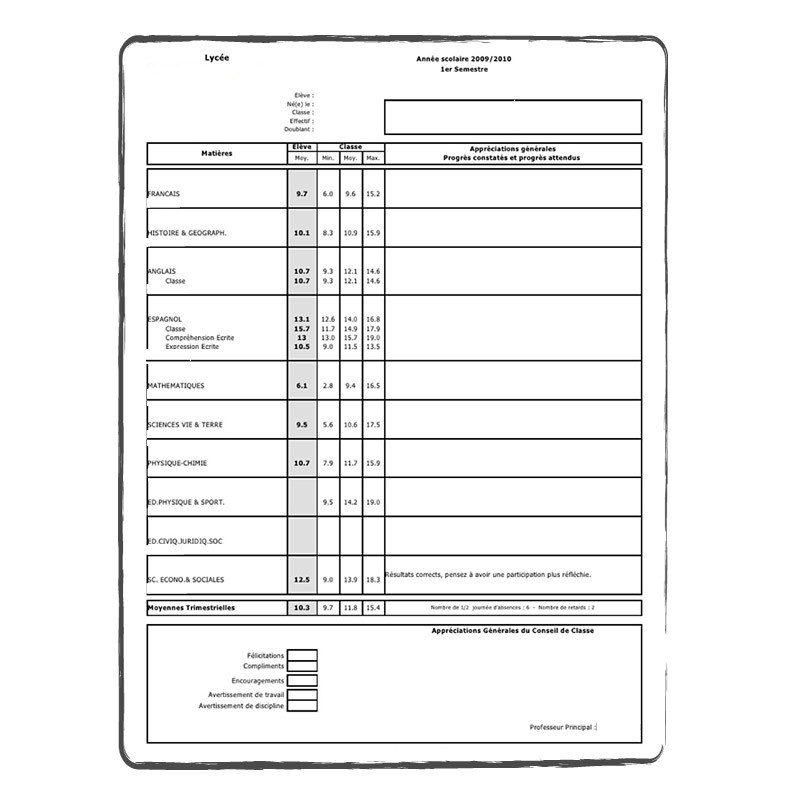 Lycée
Année scolaire 2009/2010
1er Semestre
Elève :
Né(e) le :
Classe :
Effectif :
Doublant :
Matières Elève Classe Appréciations générales
Moy. Min. Moy. Max. Progrès constatés et progrès attendus
FRANCAIS 9.7 6.0 9.6 15.2
HISTOIRE & GEOGRAPH. 10.1 8.3 10.9 15.9
ANGLAIS 10.7 9.3 12.1 14.6
Classe 10.7 9.3 12.1 14.6
ESPAGNOL 13.1 12.6 14.0 16.8
Classe 15.7 11.7 14.9 17.9
Compréhension Ecrite 13 13.0 15.7 19.0
Expression Ecrite 10.5 9.0 11.5 13.5
MATHEMATIQUES 6.1 2.8 9.4 16.5
SCIENCES VIE & TERRE 9.5 5.6 10.6 17.5
PHYSIQUE-CHIMIE 10.7 7.9 11.7 15.9
ED.PHYSIQUE & SPORT. 9.5 14.2 19.0
ED.CIVIQ.JURIDIQ.SOC
SC. ECONO.& SOCIALES 12.5 9.0 13.9 18.3 Résultats corrects, pensez à avoir une participation plus réfléchie.
Moyennes Trimestrielles 10.3 9.7 11.8 15.4 Nombre de 1/2 journée d'absences : 6 - Nombre de retards : 2
Appréciations Générales du Conseil de Classe
Félicitations
Compliments
Encouragements
Avertissement de travail
Avertissement de discipline
Professeur Principal :